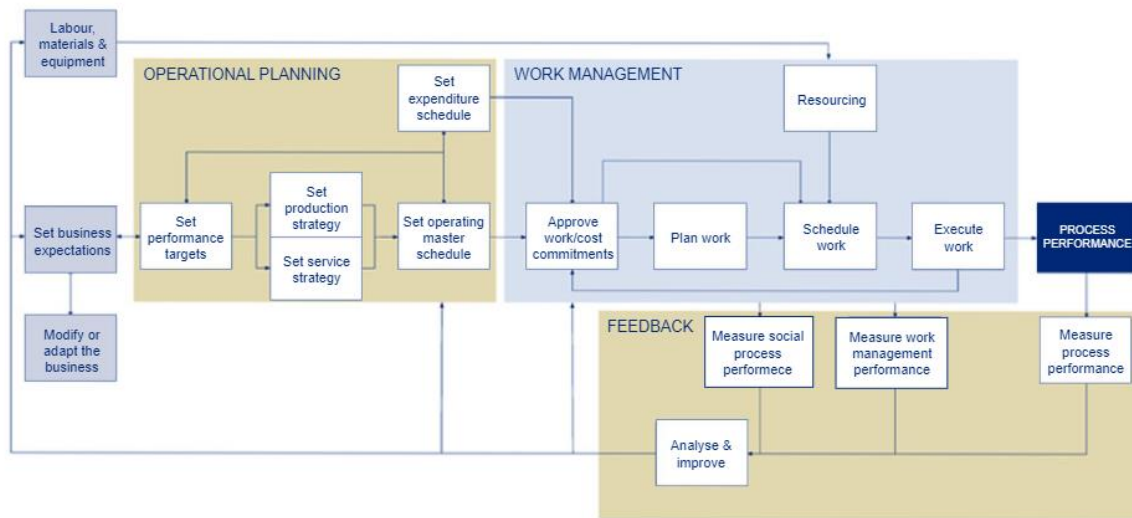 Labour,
materials &
equipment
OPERATIONAL PLANNING
Set
expenditure
schedule
WORK MANAGEMENT
Resourcing
Set business
expectations
Set
performance
targets
Set
production
strategy
Set service
strategy
Set operating
master
schedule
Approve
work/cost
commitments
Plan work
Schedule
work
Execute
work
PROCESS
PERFORMANCE
Modify or
adapt the
business
FEEDBACK
Measure social
process
performece
Measure work
management
performance
Measure
process
performance
Analyse &
improve